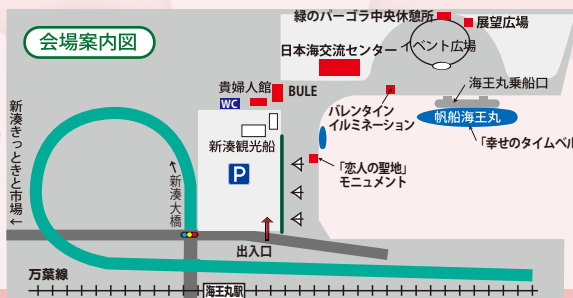 会場案内図
緑のパーゴラ中央休憩所
展望広場
日本海交流センター
イベント広場
貴婦人館
BULE
WC
海王丸乗船口
帆船海王丸
バレンタイン
イルミネーション
「幸せのタイムベル
新湊観光船
P
「恋人の聖地」
モニュメント
新湊きっときと市場←
←新湊大橋
出入口
万葉線
海王丸駅